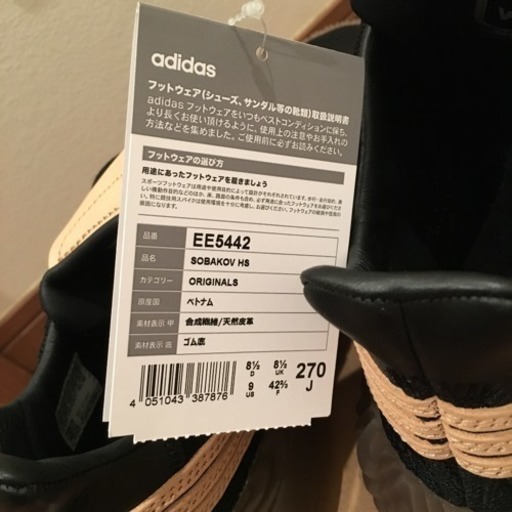 adidas
フットウェア(シューズ、サンダル等の靴類)取扱説明書
adidas フットウェアをいつもベストコンディションに保ち、
より長くお使い頂けるように、使用上の注意やお手入れの
方法などを集めました。ご使用前に必ずお読みください。
フットウェアの選び方
用途にあったフットウェアを履きましょう
品番 EE5442
品名 SOBAKOV HS
カテゴリー ORIGINALS
原産国 ベトナム
素材表示 甲 合成繊維/天然皮革
素材表示 底 ゴム底
8½ D 8½ UK 270 J
9 US 42⅔ F
4 051043 387876